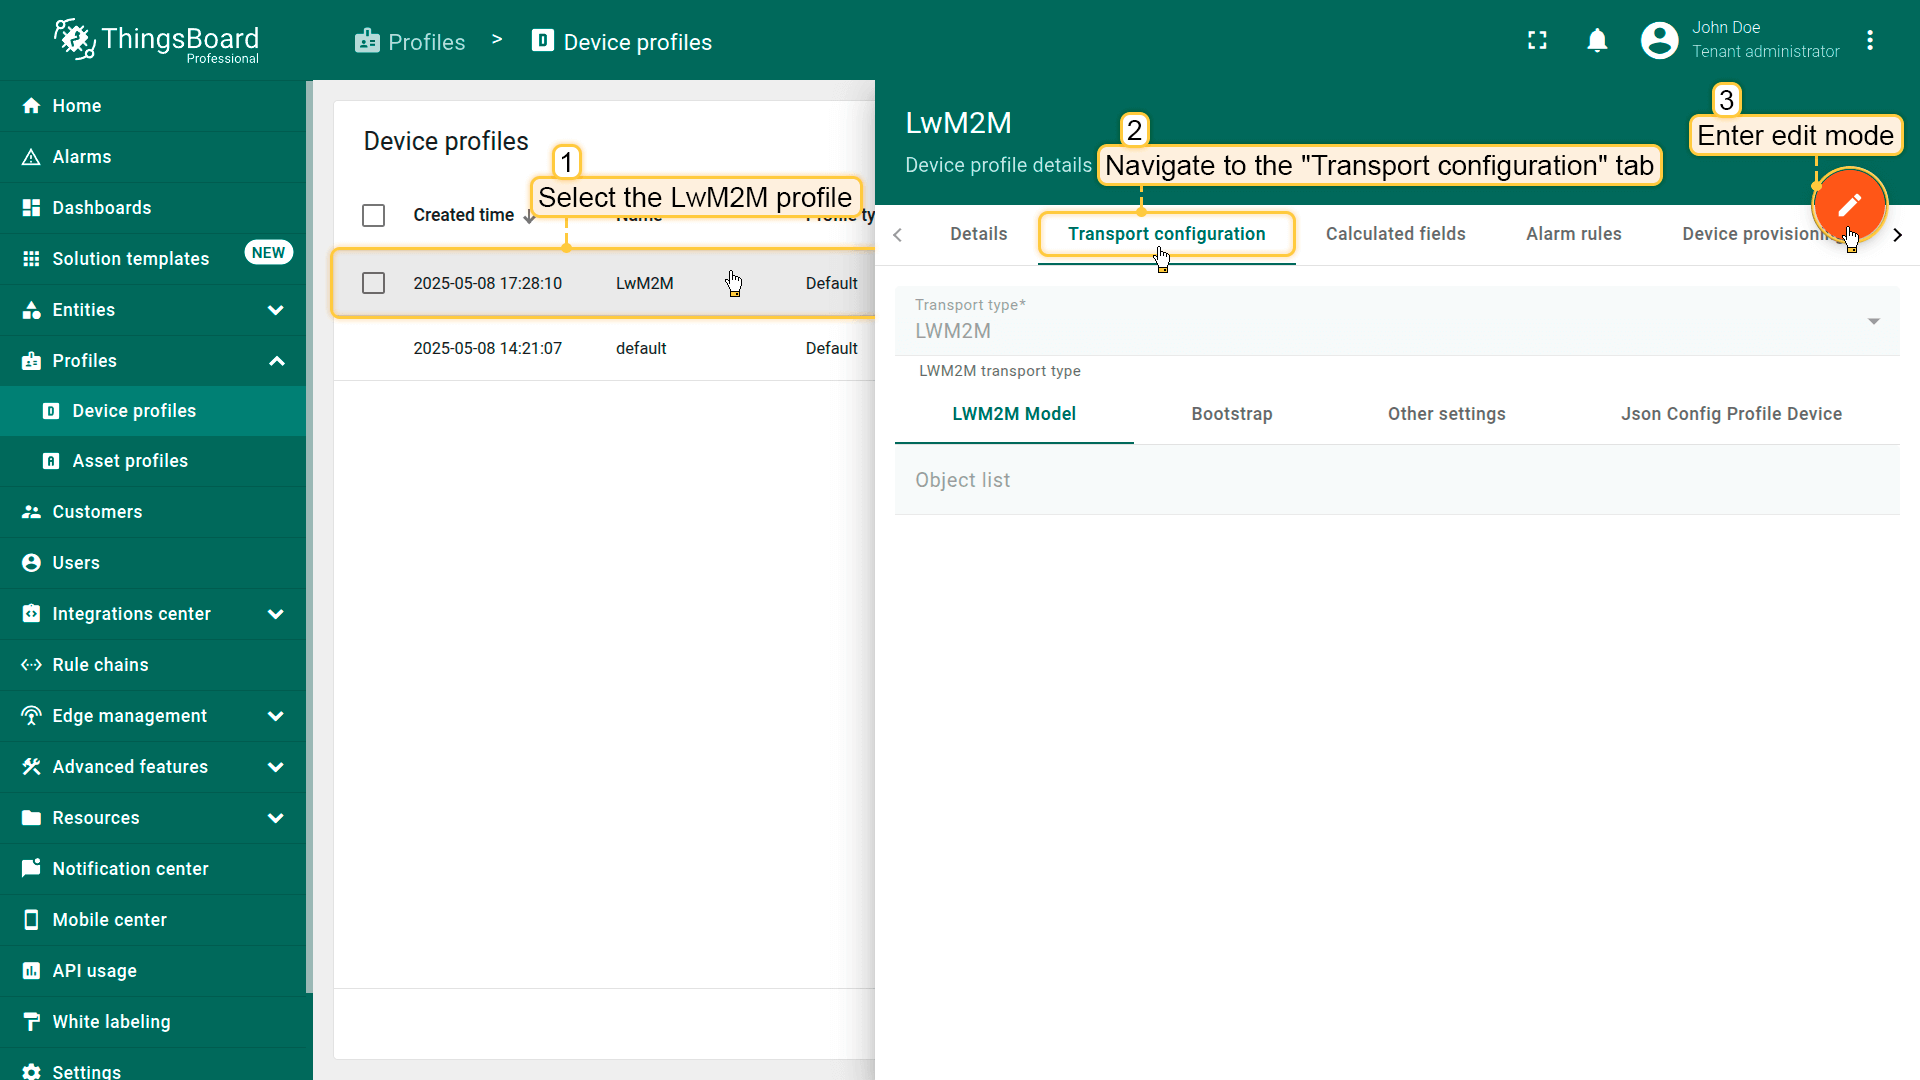 ThingsBoard
Professional
Profiles > Device profiles
John Doe
Tenant administrator
Home
Alarms
Dashboards
Solution templates NEW
Entities
Profiles
Device profiles
Asset profiles
Customers
Users
Integrations center
Rule chains
Edge management
Advanced features
Resources
Notification center
Mobile center
API usage
White labeling
Settings
Device profiles
1
Select the LwM2M profile
Created time
2025-05-08 17:28:10 LwM2M Default
2025-05-08 14:21:07 default Default
LwM2M
Device profile details
2
Navigate to the "Transport configuration" tab
3
Enter edit mode
Details Transport configuration Calculated fields Alarm rules Device provisioning
Transport type*
LWM2M
LWM2M transport type
LWM2M Model Bootstrap Other settings Json Config Profile Device
Object list